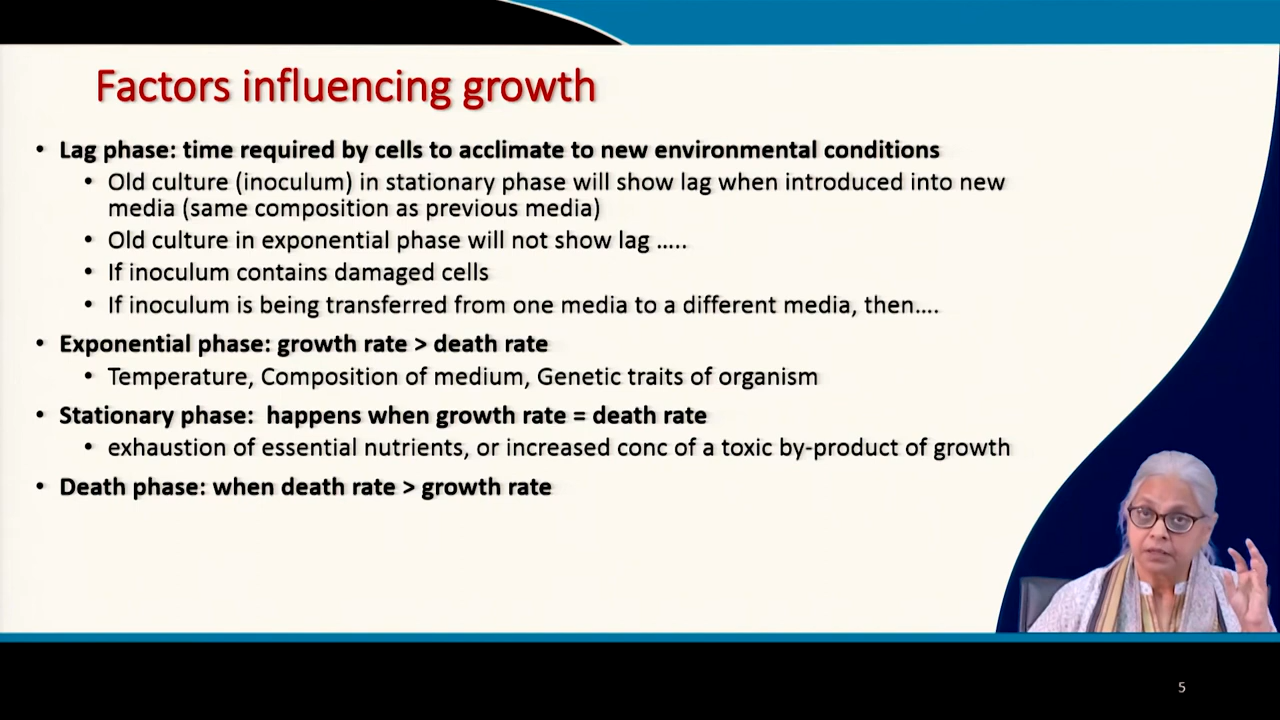 Factors influencing growth
• Lag phase: time required by cells to acclimate to new environmental conditions
• Old culture (inoculum) in stationary phase will show lag when introduced into new
media (same composition as previous media)
• Old culture in exponential phase will not show lag .....
• If inoculum contains damaged cells
• If inoculum is being transferred from one media to a different media, then....
• Exponential phase: growth rate > death rate
• Temperature, Composition of medium, Genetic traits of organism
• Stationary phase: happens when growth rate = death rate
• exhaustion of essential nutrients, or increased conc of a toxic by-product of growth
• Death phase: when death rate > growth rate
5